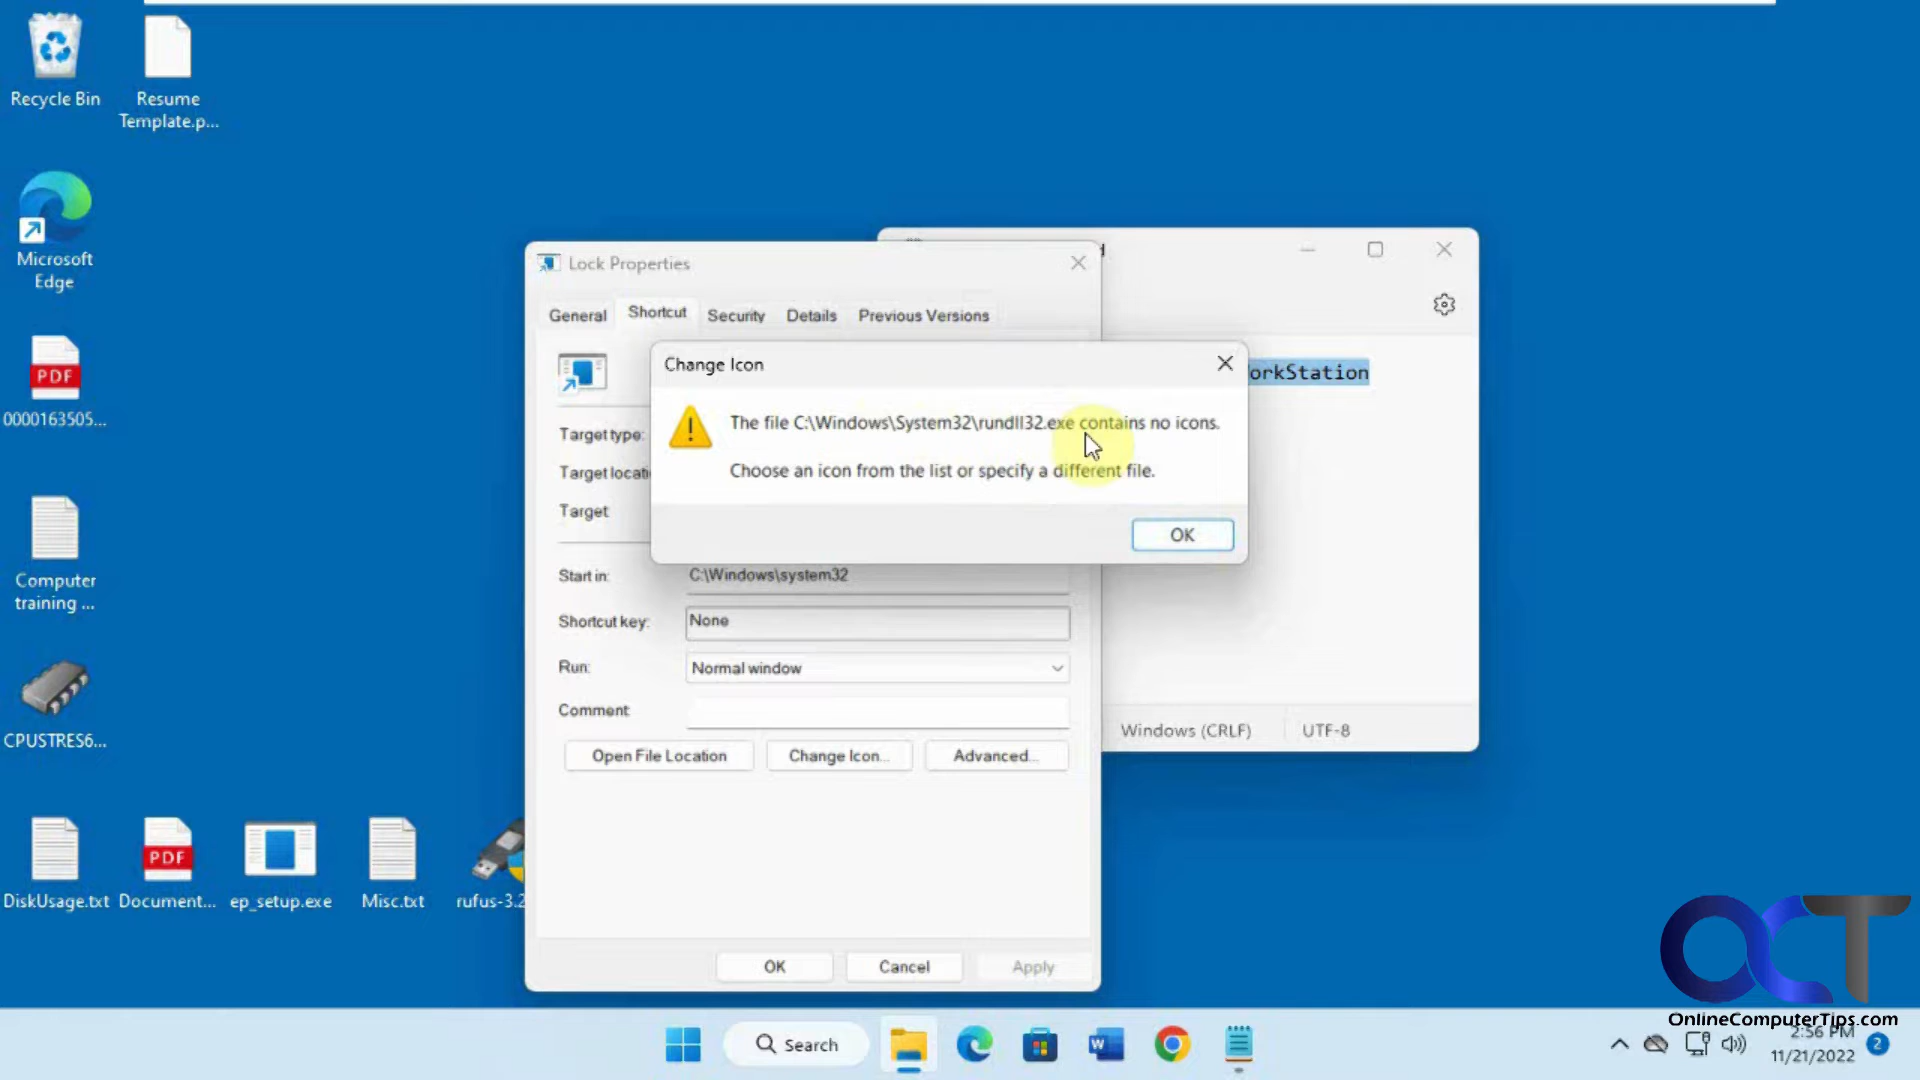 Recycle Bin
Resume
Template.p...
Microsoft
Edge
PDF
0000163505...
Computer
training ...
CPUSTRES6...
DiskUsage.txt
PDF
Document...
ep_setup.exe
Misc.txt
rufus-3.2
Lock Properties
General
Shortcut
Security
Details
Previous Versions
Target type:
Target locati
Target
Start in:
C:\Windows\system32
Shortcut key:
None
Run:
Normal window
Comment
Open File Location
Change Icon...
Advanced...
OK
Cancel
Apply
Change Icon
The file C:\Windows\System32\rundll32.exe contains no icons.
Choose an icon from the list or specify a different file.
OK
orkStation
Windows (CRLF)
UTF-8
OCT
OnlineComputerTips.com
Search
W
2:56 PM
11/21/2022
2